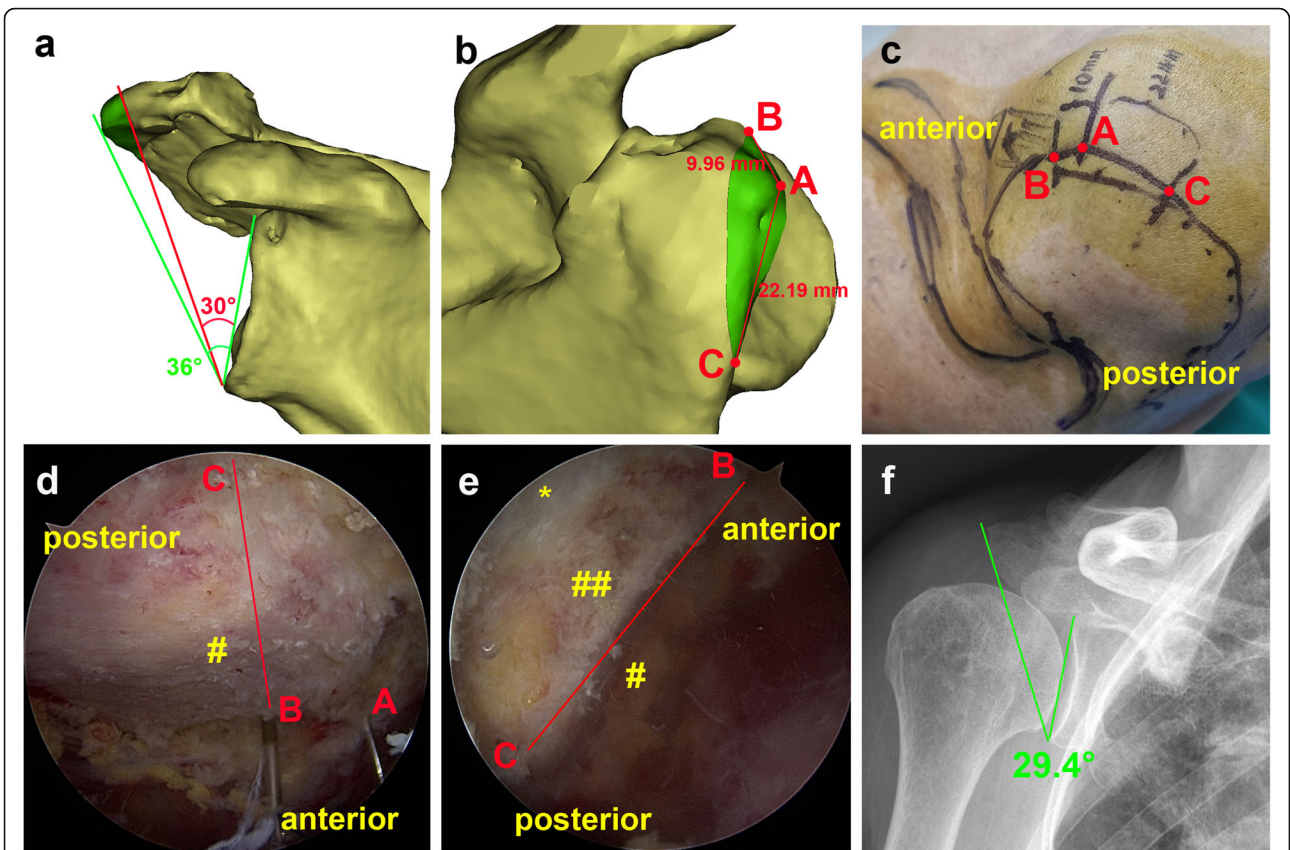 a
30°
36°
b
B
9.96 mm
A
22.19 mm
C
c
10mm
22mm
anterior
A
B
C
posterior
d
C
posterior
#
B
A
anterior
e
B
*
anterior
##
#
C
posterior
f
29.4°